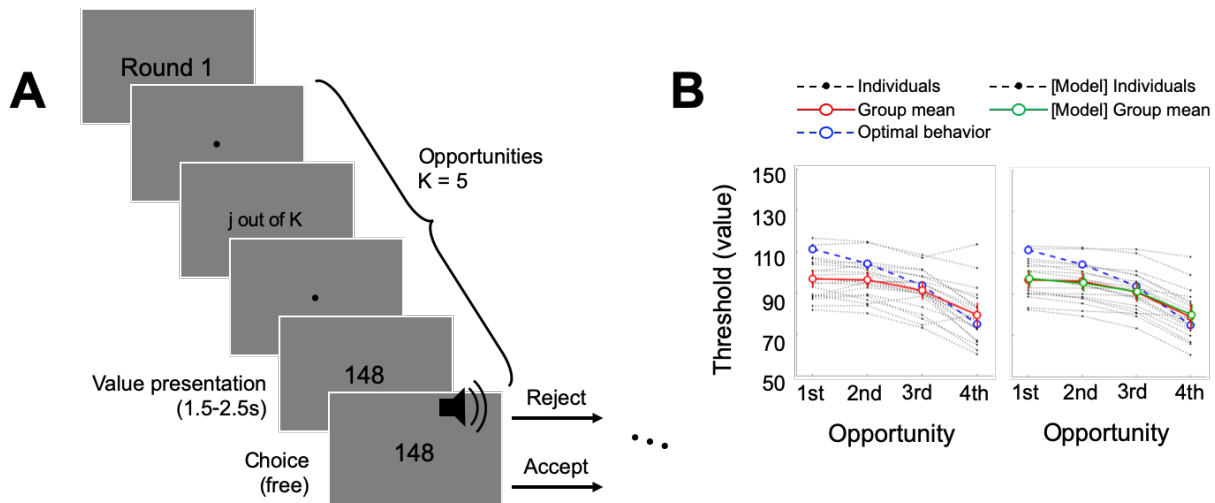 A
Round 1
j out of K
Opportunities
K = 5
Value presentation
(1.5-2.5s)
148
Choice
(free)
148
Reject
Accept
B
Individuals
Group mean
Optimal behavior
[Model] Individuals
[Model] Group mean
Threshold (value)
150
130
110
90
70
50
1st 2nd 3rd 4th
Opportunity
1st 2nd 3rd 4th
Opportunity